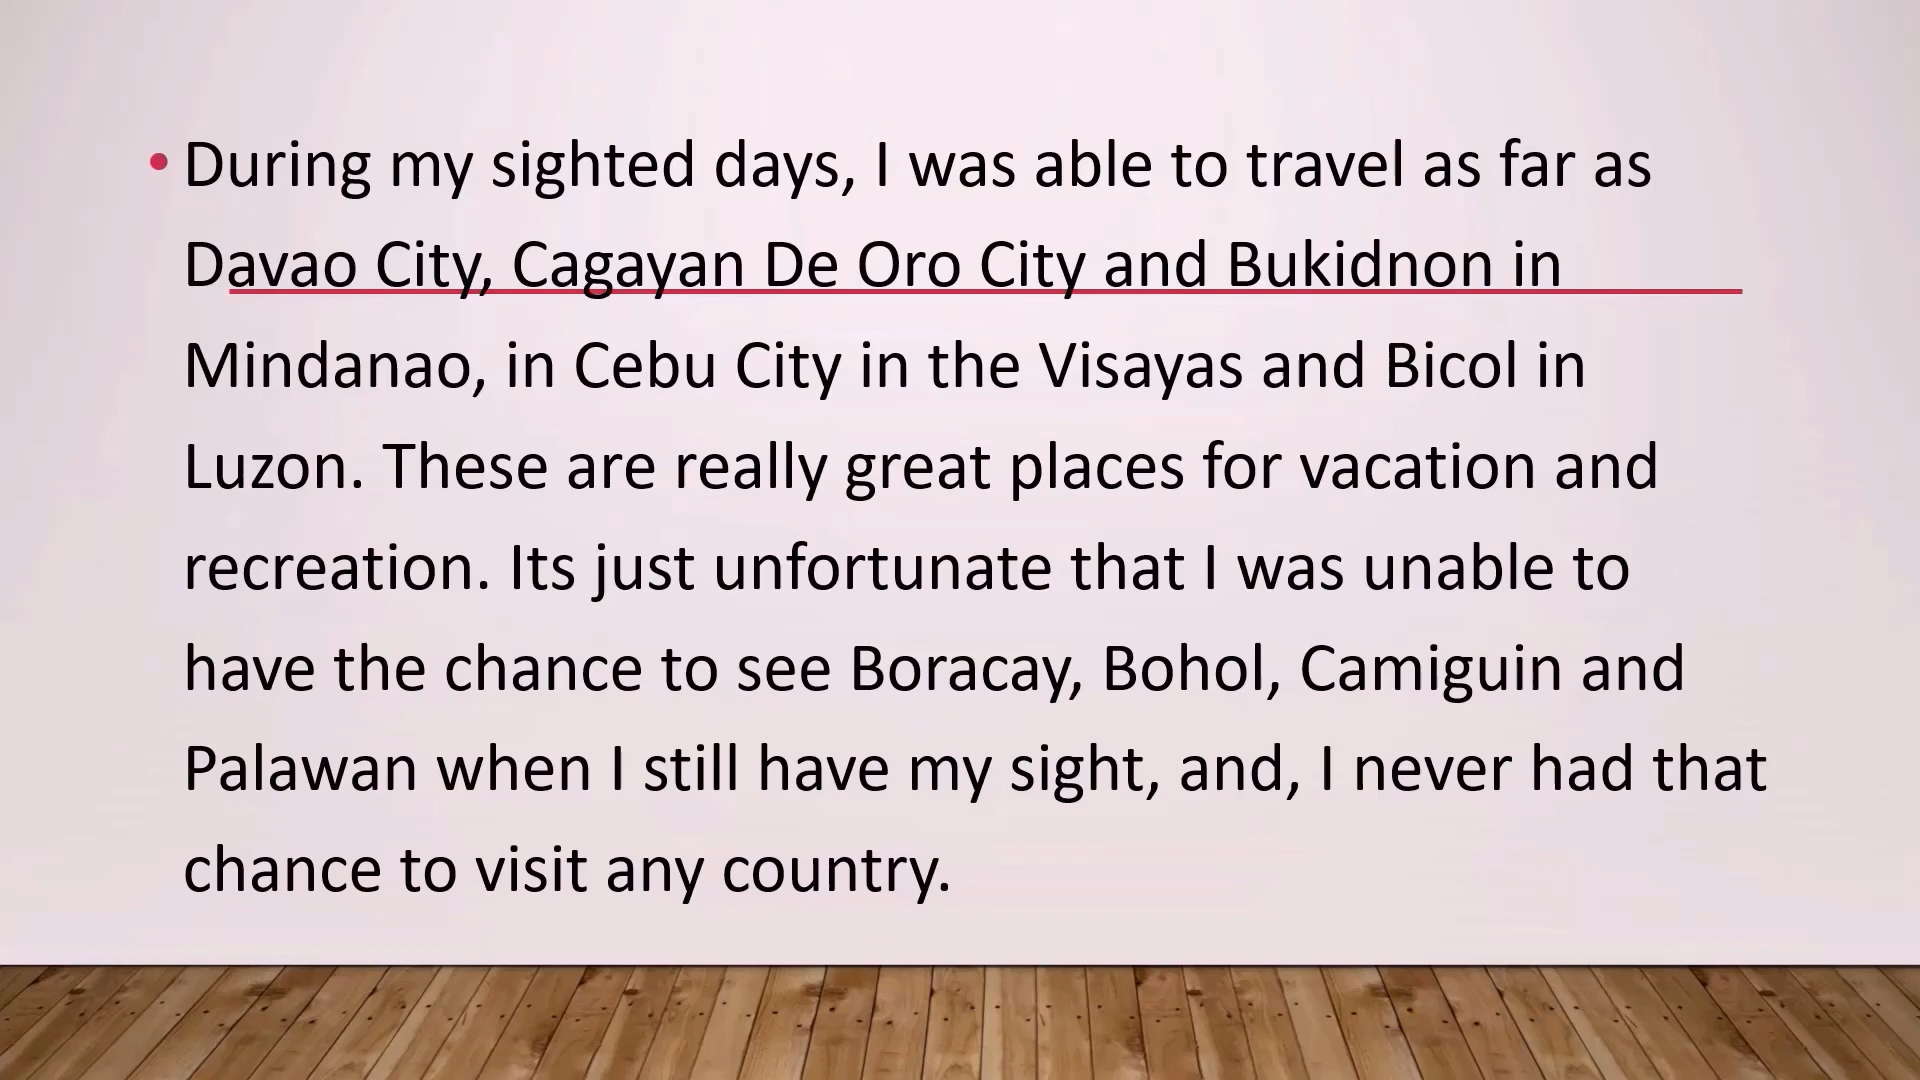 • During my sighted days, I was able to travel as far as
Davao City, Cagayan De Oro City and Bukidnon in
Mindanao, in Cebu City in the Visayas and Bicol in
Luzon. These are really great places for vacation and
recreation. Its just unfortunate that I was unable to
have the chance to see Boracay, Bohol, Camiguin and
Palawan when I still have my sight, and, I never had that
chance to visit any country.